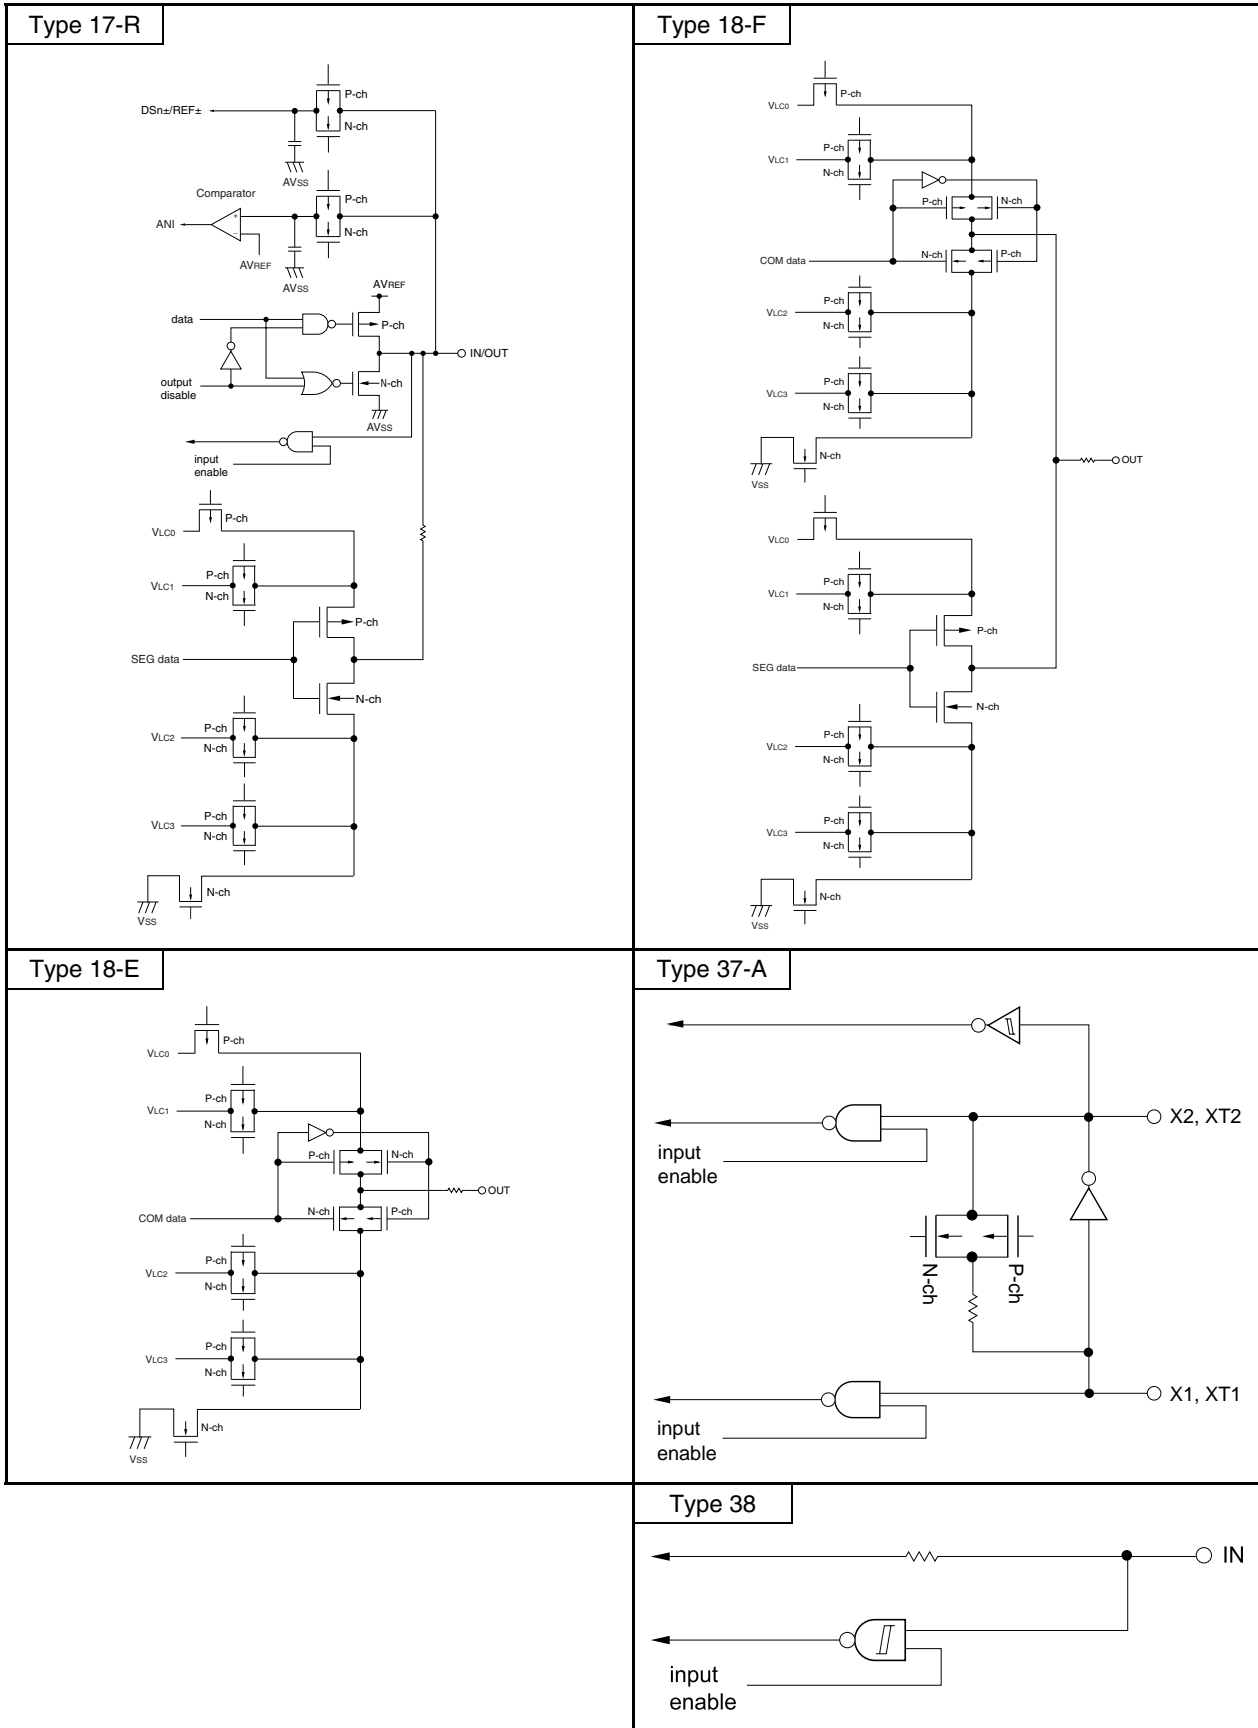 Type 17-R
P-ch
DSn±/REF±
N-ch
AVSS
Comparator
P-ch
+
ANI
−
N-ch
AVREF
AVSS
AVREF
data
P-ch
IN/OUT
output
disable
N-ch
AVSS
input
enable
P-ch
VLC0
P-ch
VLC1
N-ch
P-ch
SEG data
N-ch
P-ch
VLC2
N-ch
P-ch
VLC3
N-ch
N-ch
VSS
Type 18-F
P-ch
VLC0
P-ch
VLC1
N-ch
P-ch
N-ch
COM data
N-ch
P-ch
P-ch
VLC2
N-ch
P-ch
VLC3
N-ch
N-ch
VSS
OUT
VLC0
P-ch
VLC1
N-ch
P-ch
SEG data
N-ch
P-ch
VLC2
N-ch
P-ch
VLC3
N-ch
N-ch
VSS
Type 18-E
P-ch
VLC0
P-ch
VLC1
N-ch
P-ch
N-ch
OUT
COM data
N-ch
P-ch
P-ch
VLC2
N-ch
P-ch
VLC3
N-ch
N-ch
VSS
Type 37-A
X2, XT2
input
enable
N-ch
P-ch
X1, XT1
input
enable
Type 38
IN
input
enable